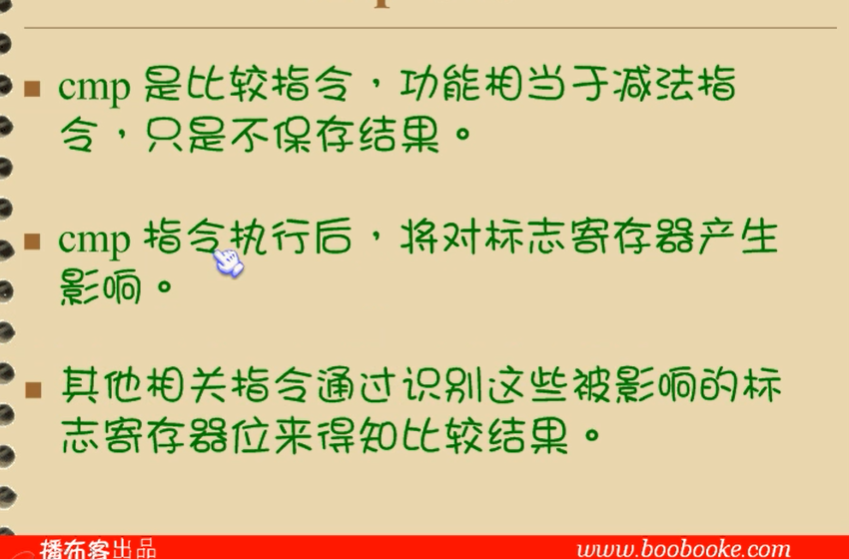 cmp 是比较指令，功能相当于减法指
令，只是不保存结果。
cmp 指令执行后，将对标志寄存器产生
影响。
其他相关指令通过识别这些被影响的标
志寄存器位来得知比较结果。
播布客出品
www.boobooke.com